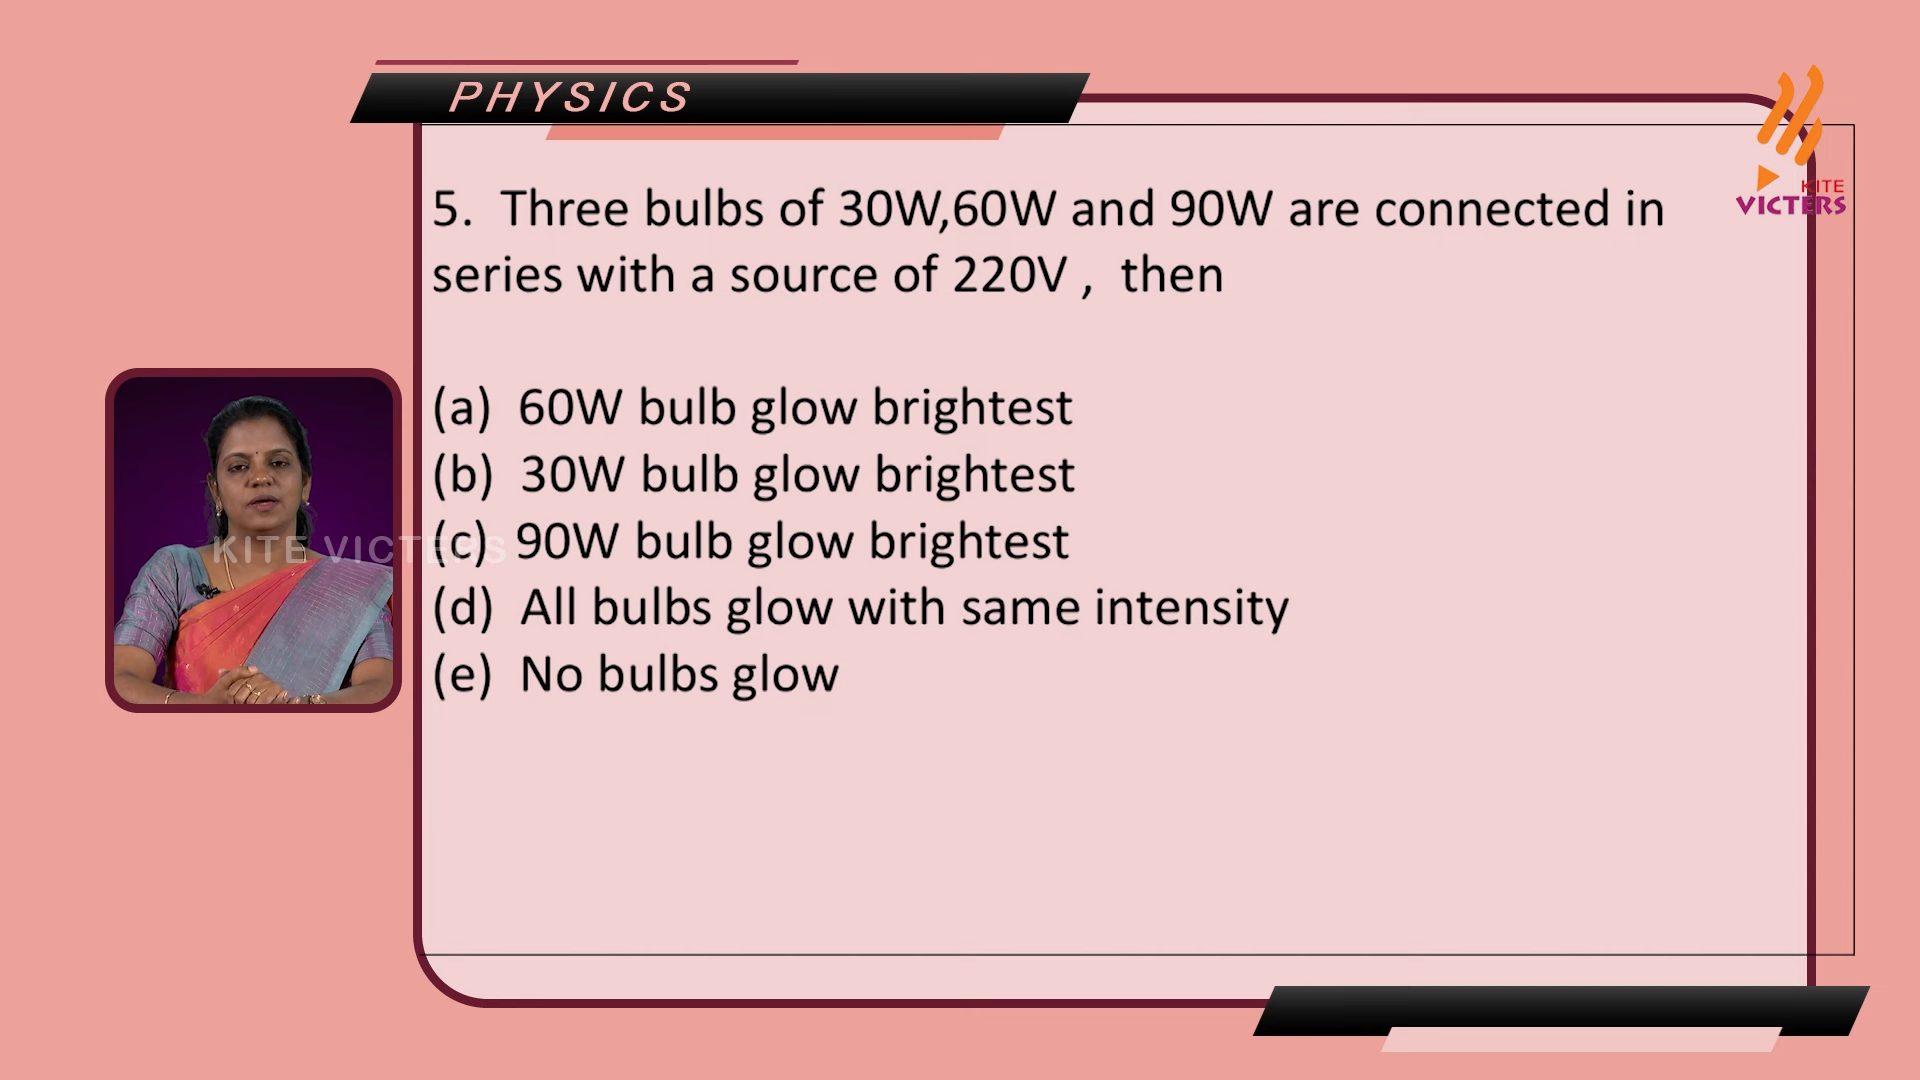 PHYSICS
KITE
VICTERS
5. Three bulbs of 30W,60W and 90W are connected in
series with a source of 220V , then
(a) 60W bulb glow brightest
(b) 30W bulb glow brightest
(c) 90W bulb glow brightest
(d) All bulbs glow with same intensity
(e) No bulbs glow
KITE VICTERS